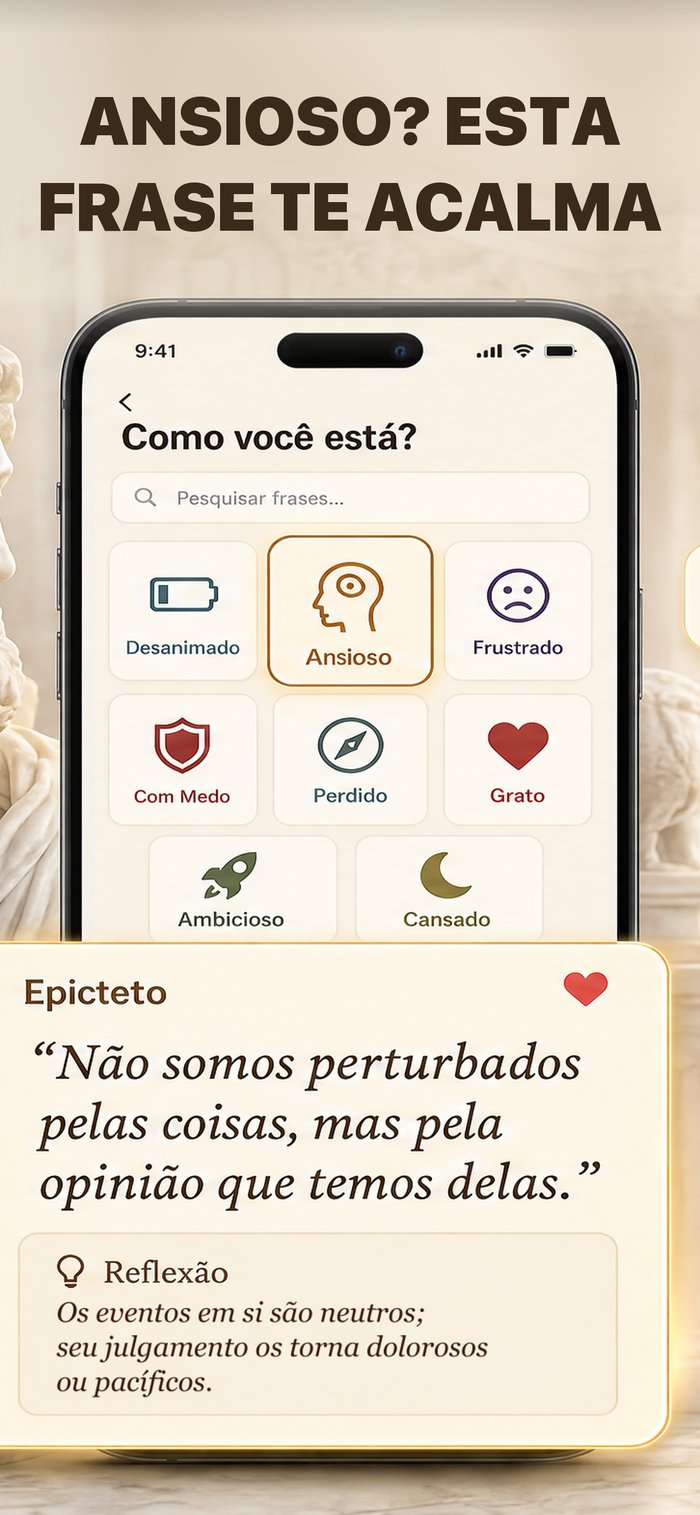 ANSIOSO? ESTA
FRASE TE ACALMA
9:41
Como você está?
Pesquisar frases...
Desanimado
Ansioso
Frustrado
Com Medo
Perdido
Grato
Ambicioso
Cansado
Epicteto
“Não somos perturbados
pelas coisas, mas pela
opinião que temos delas.”
Reflexão
Os eventos em si são neutros;
seu julgamento os torna dolorosos
ou pacíficos.